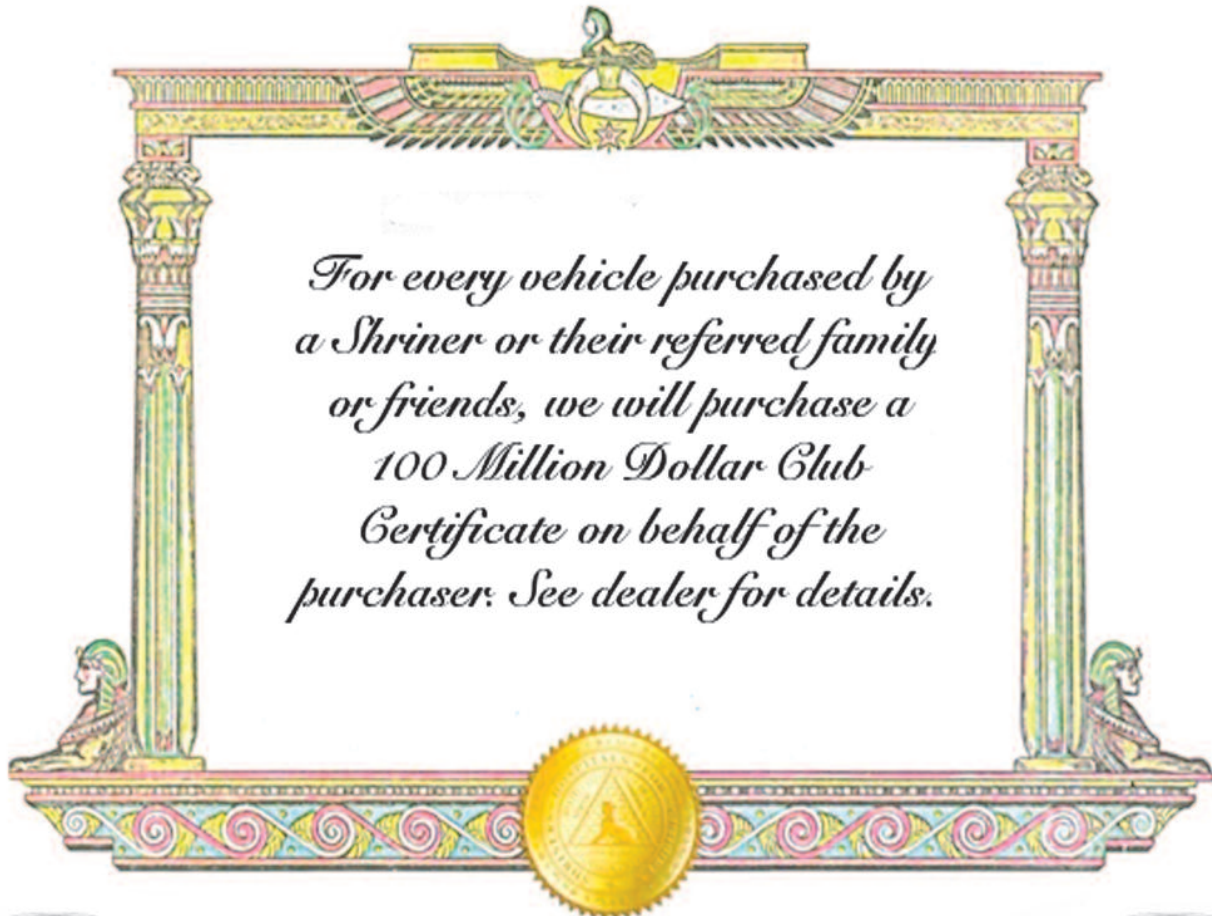 For every vehicle purchased by
a Shriner or their referred family
or friends, we will purchase a
100 Million Dollar Club
Certificate on behalf of the
purchaser. See dealer for details.